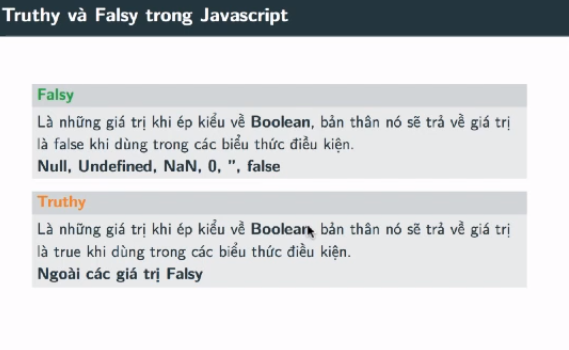 Truthy và Falsy trong Javascript
Falsy
Là những giá trị khi ép kiểu về Boolean, bản thân nó sẽ trả về giá trị
là false khi dùng trong các biểu thức điều kiện.
Null, Undefined, NaN, 0, ", false
Truthy
Là những giá trị khi ép kiểu về Boolean, bản thân nó sẽ trả về giá trị
là true khi dùng trong các biểu thức điều kiện.
Ngoài các giá trị Falsy